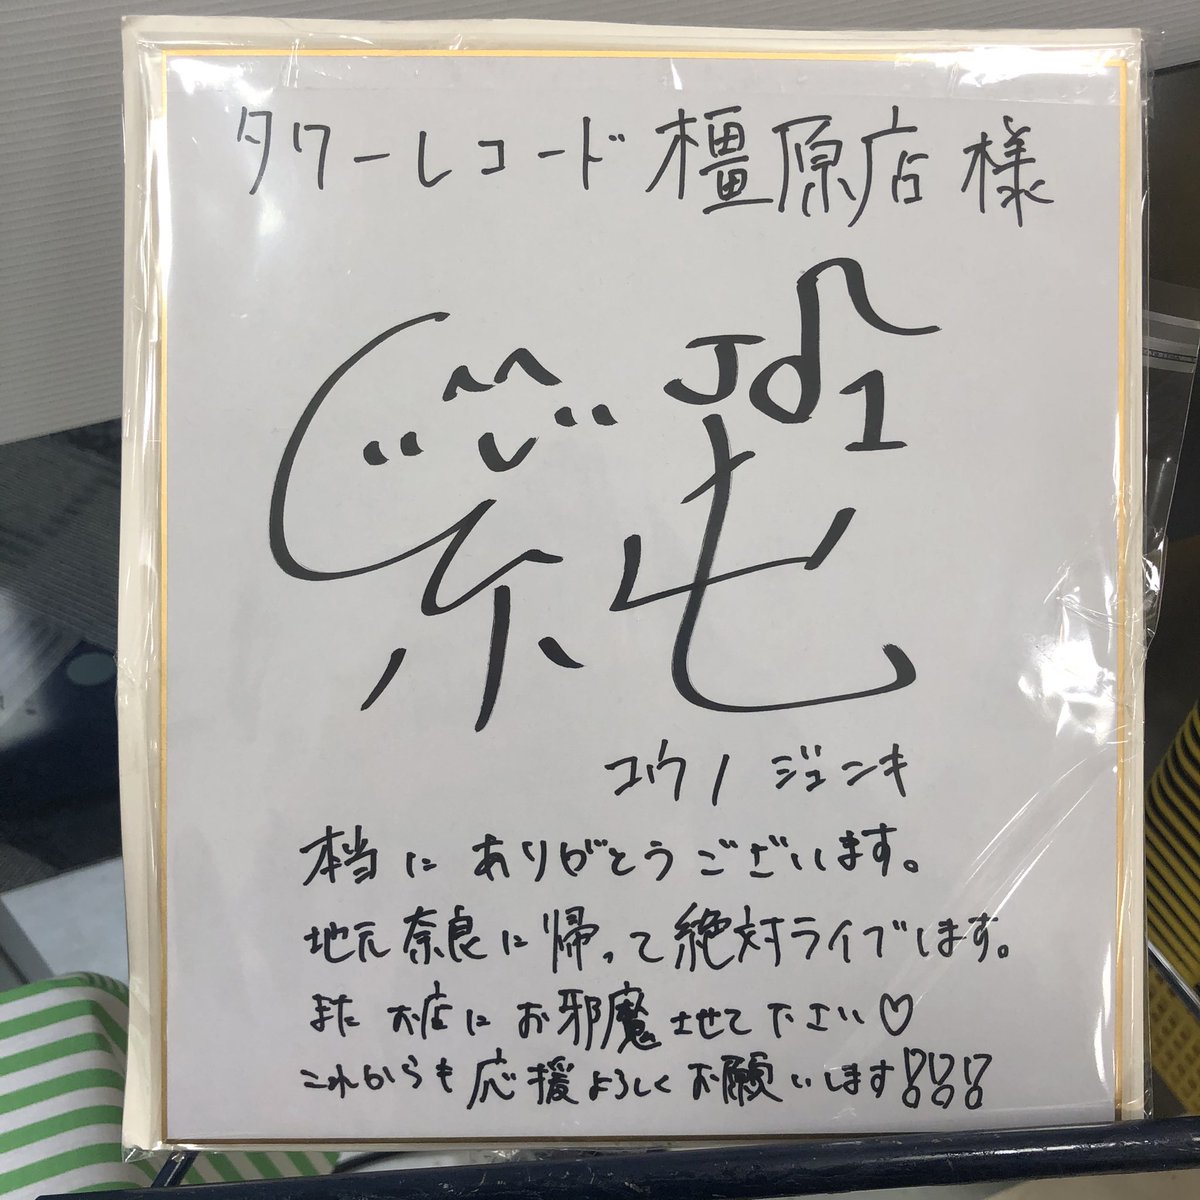 タワーレコード 橿原店 様
純
J 1
コウノ ジュンキ
本当に ありがとうございます。
地元奈良に帰って絶対ライブします。
また お店に お邪魔させて下さい♡
これからも 応援よろしく お願いします!!!